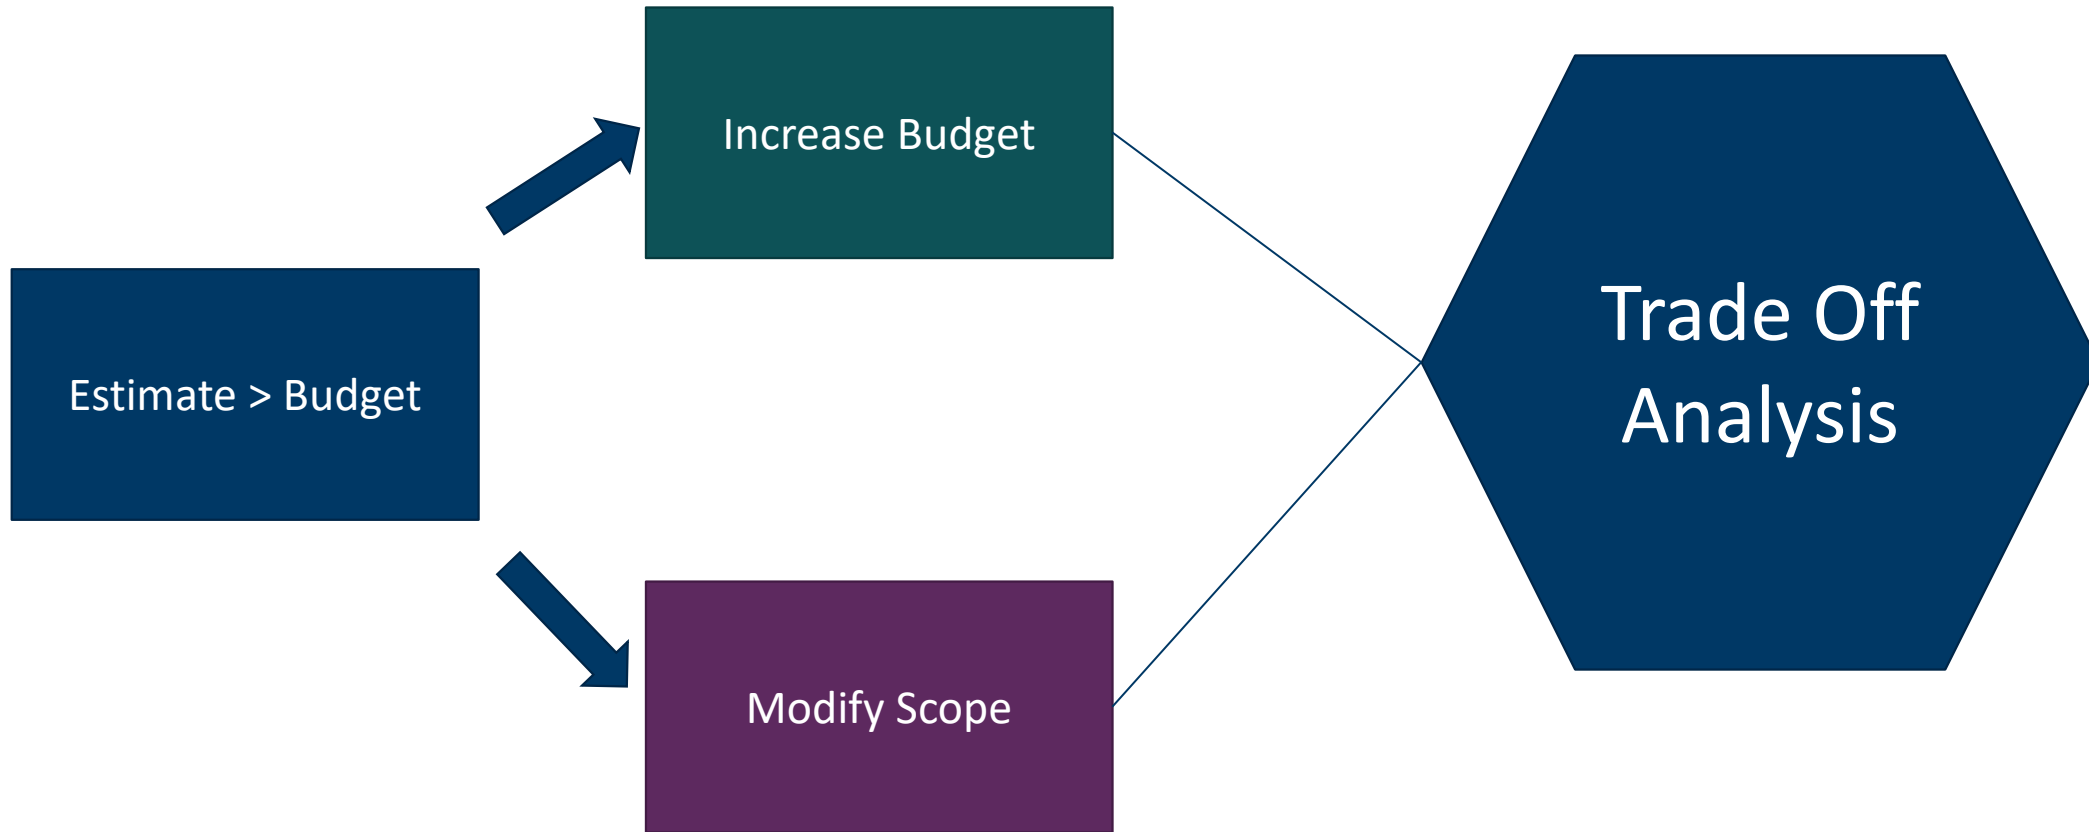 Increase Budget
Estimate > Budget
Trade Off
Analysis
Modify Scope